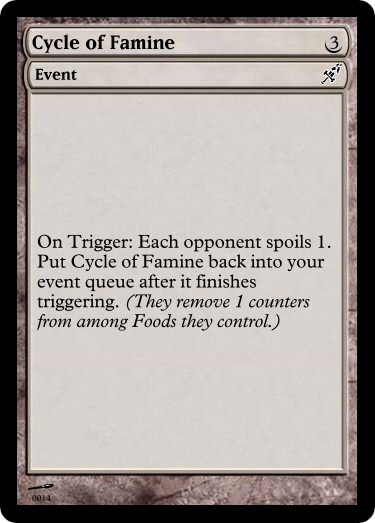 Cycle of Famine 3
Event
On Trigger: Each opponent spoils 1.
Put Cycle of Famine back into your
event queue after it finishes
triggering. (They remove 1 counters
from among Foods they control.)
0014